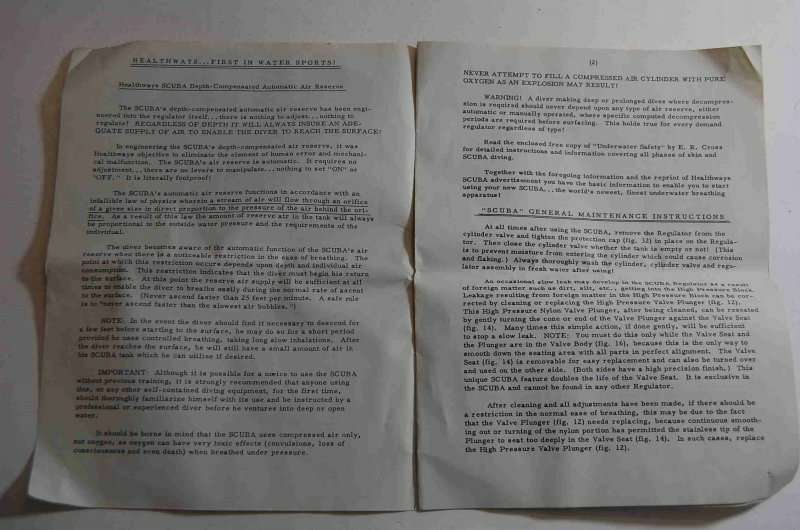 HEALTHWAYS...FIRST IN WATER SPORTS!
Healthways SCUBA Depth-Compensated Automatic Air Reserve
The SCUBA's depth-compensated automatic air reserve has been engi-
neered into the regulator itself...there is nothing to adjust...nothing to
regulate! REGARDLESS OF DEPTH IT WILL ALWAYS INSURE AN ADE-
QUATE SUPPLY OF AIR TO ENABLE THE DIVER TO REACH THE SURFACE!
In engineering the SCUBA's depth-compensated air reserve, it was
Healthways objective to eliminate the element of human error and mechani-
cal malfunction. The SCUBA's air reserve is automatic. It requires no
adjustment...there are no levers to manipulate...nothing to set "ON" or
"OFF." It is literally foolproof!
The SCUBA's automatic air reserve functions in accordance with an
infallible law of physics wherein a stream of air will flow through an orifice
of a given size in direct proportion to the pressure of the air behind the ori-
fice. As a result of this law the amount of reserve air in the tank will always
be proportional to the outside water pressure and the requirements of the
individual.
The diver becomes aware of the automatic function of the SCUBA's air
reserve when there is a noticeable restriction in the ease of breathing. The
point at which this restriction occurs depends upon depth and individual air
consumption. This restriction indicates that the diver must begin his return
to the surface. At this point the reserve air supply will be sufficient at all
times to enable the diver to breathe easily during the normal rate of ascent
to the surface. (Never ascend faster than 25 feet per minute. A safe rule
is to "never ascend faster than the slowest air bubbles.")
NOTE: In the event the diver should find it necessary to descend for
a few feet before starting to the surface, he may do so for a short period
provided he uses controlled breathing, taking long slow inhalations. After
the diver reaches the surface, he will still have a small amount of air in
his SCUBA tank which he can utilize if desired.
IMPORTANT: Although it is possible for a novice to use the SCUBA
without previous training, it is strongly recommended that anyone using
this, or any other self-contained diving equipment, for the first time,
should thoroughly familiarize himself with its use and be instructed by a
professional or experienced diver before he ventures into deep or open
water.
It should be borne in mind that the SCUBA uses compressed air only,
not oxygen, as oxygen can have very toxic effects (convulsions, loss of
consciousness and even death) when breathed under pressure.
(2)
NEVER ATTEMPT TO FILL A COMPRESSED AIR CYLINDER WITH PURE
OXYGEN AS AN EXPLOSION MAY RESULT!
WARNING! A diver making deep or prolonged dives where decompres-
sion is required should never depend upon any type of air reserve, either
automatic or manually operated, where specific computed decompression
periods are required before surfacing. This holds true for every demand
regulator regardless of type!
Read the enclosed free copy of "Underwater Safety" by E. R. Cross
for detailed instructions and information covering all phases of skin and
SCUBA diving.
Together with the foregoing information and the reprint of Healthways
SCUBA advertisement you have the basic information to enable you to start
using your new SCUBA...the world's newest, finest underwater breathing
apparatus!
"SCUBA" GENERAL MAINTENANCE INSTRUCTIONS
At all times after using the SCUBA, remove the Regulator from the
cylinder valve and tighten the protection cap (fig. 32) in place on the Regula-
tor. Then close the cylinder valve whether the tank is empty or not! (This
is to prevent moisture from entering the cylinder which could cause corrosion
and flaking.) Always thoroughly wash the cylinder, cylinder valve and regu-
lator assembly in fresh water after using!
An occasional slow leak may develop in the SCUBA Regulator as a result
of foreign matter such as dirt, silt, etc., getting into the High Pressure Block.
Leakage resulting from foreign matter in the High Pressure Block can be cor-
rected by cleaning or replacing the High Pressure Valve Plunger (fig. 12).
This High Pressure Nylon Valve Plunger, after being cleaned, can be reseated
by gently turning the cone or end of the Valve Plunger against the Valve Seat
(fig. 14). Many times this simple action, if done gently, will be sufficient
to stop a slow leak. NOTE: You must do this only while the Valve Seat and
the Plunger are in the Valve Body (fig. 16), because this is the only way to
smooth down the seating area with all parts in perfect alignment. The Valve
Seat (fig. 14) is removable for easy replacement and can also be turned over
and used on the other side. (Both sides have a high precision finish.) This
unique SCUBA feature doubles the life of the Valve Seat. It is exclusive in
the SCUBA and cannot be found in any other Regulator.
After cleaning and all adjustments have been made, if there should be
a restriction in the normal ease of breathing, this may be due to the fact
that the Valve Plunger (fig. 12) needs replacing, because continuous smooth-
ing out or turning of the nylon portion has permitted the stainless tip of the
Plunger to seat too deeply in the Valve Seat (fig. 14). In such cases, replace
the High Pressure Valve Plunger (fig. 12).